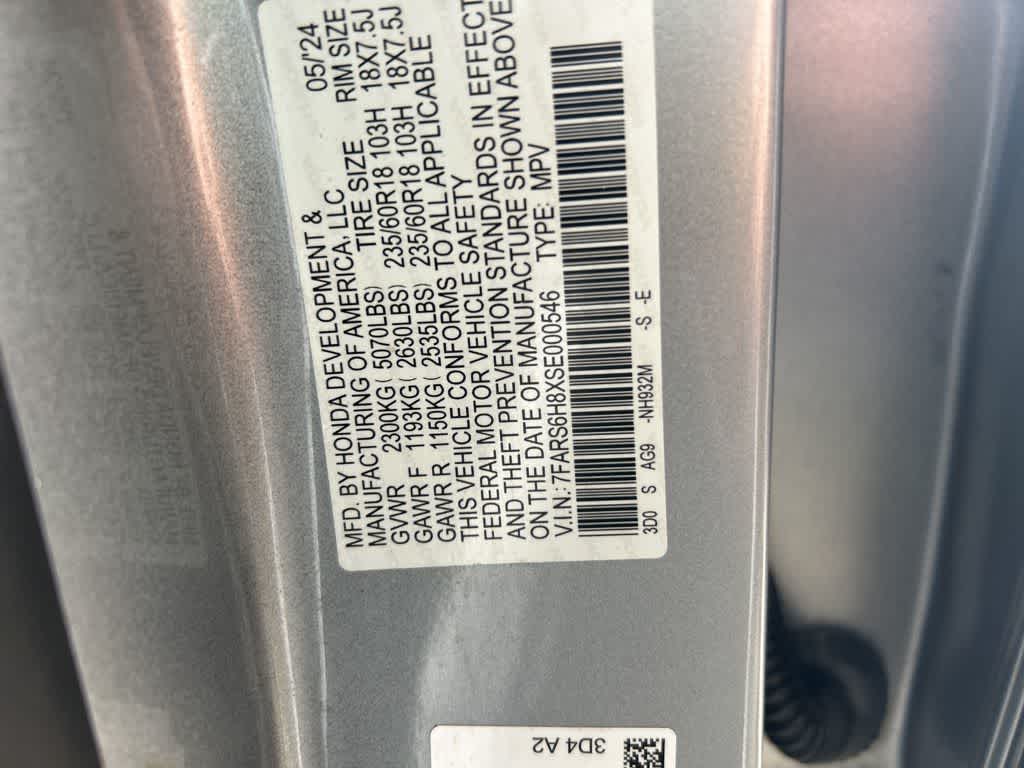 MFD. BY HONDA DEVELOPMENT & 05/'24
MANUFACTURING OF AMERICA, LLC TIRE SIZE RIM SIZE
GVWR 2300KG( 5070LBS) 235/60R18 103H 18X7.5J
GAWR F 1193KG( 2630LBS) 235/60R18 103H 18X7.5J
GAWR R 1150KG( 2535LBS)
THIS VEHICLE CONFORMS TO ALL APPLICABLE
FEDERAL MOTOR VEHICLE SAFETY
AND THEFT PREVENTION STANDARDS IN EFFECT
ON THE DATE OF MANUFACTURE SHOWN ABOVE
V.I.N.: 7FARS6H8XSE000546 TYPE: MPV
3D0 S AG9 -NH932M -S -E
3D4 A2